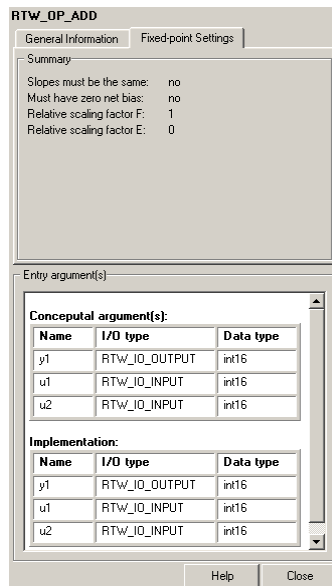 RTW_OP_ADD
General Information Fixed-point Settings
Summary
Slopes must be the same: no
Must have zero net bias: no
Relative scaling factor F: 1
Relative scaling factor E: 0
Entry argument(s)
Conceputal argument(s):
Name I/O type Data type
y1 RTW_IO_OUTPUT int16
u1 RTW_IO_INPUT int16
u2 RTW_IO_INPUT int16
Implementation:
Name I/O type Data type
y1 RTW_IO_OUTPUT int16
u1 RTW_IO_INPUT int16
u2 RTW_IO_INPUT int16
Help Close